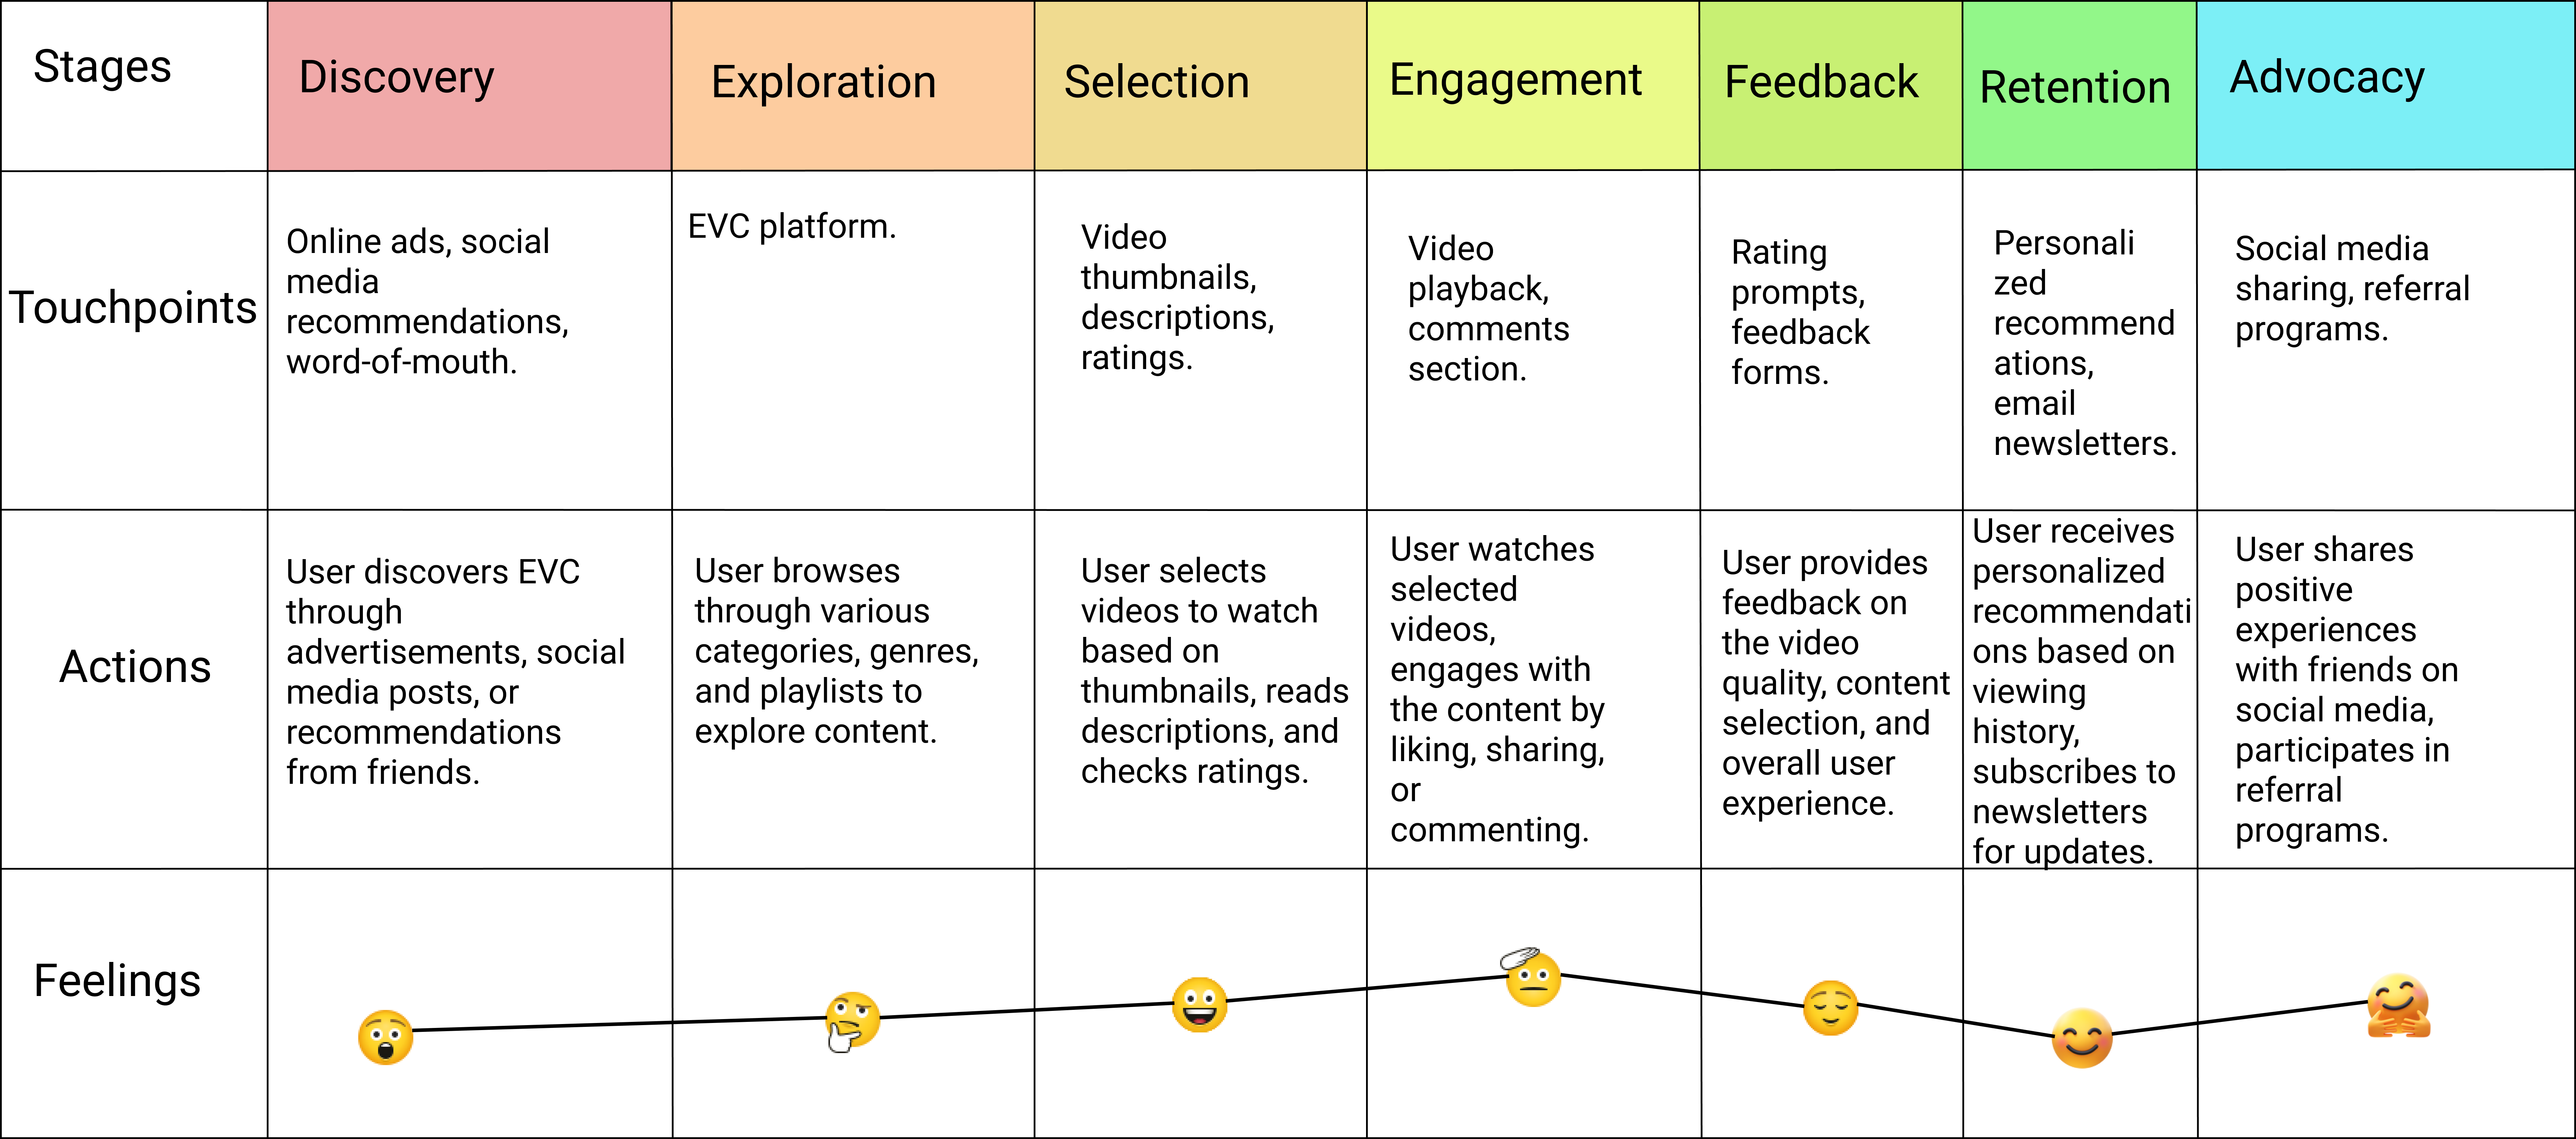 Stages
Discovery
Exploration
Selection
Engagement
Feedback
Retention
Advocacy
Touchpoints
Online ads, social
media
recommendations,
word-of-mouth.
EVC platform.
Video
thumbnails,
descriptions,
ratings.
Video
playback,
comments
section.
Rating
prompts,
feedback
forms.
Personali
zed
recommend
ations,
email
newsletters.
Social media
sharing, referral
programs.
Actions
User discovers EVC
through
advertisements, social
media posts, or
recommendations
from friends.
User browses
through various
categories, genres,
and playlists to
explore content.
User selects
videos to watch
based on
thumbnails, reads
descriptions, and
checks ratings.
User watches
selected
videos,
engages with
the content by
liking, sharing,
or
commenting.
User provides
feedback on
the video
quality, content
selection, and
overall user
experience.
User receives
personalized
recommendati
ons based on
viewing
history,
subscribes to
newsletters
for updates.
User shares
positive
experiences
with friends on
social media,
participates in
referral
programs.
Feelings